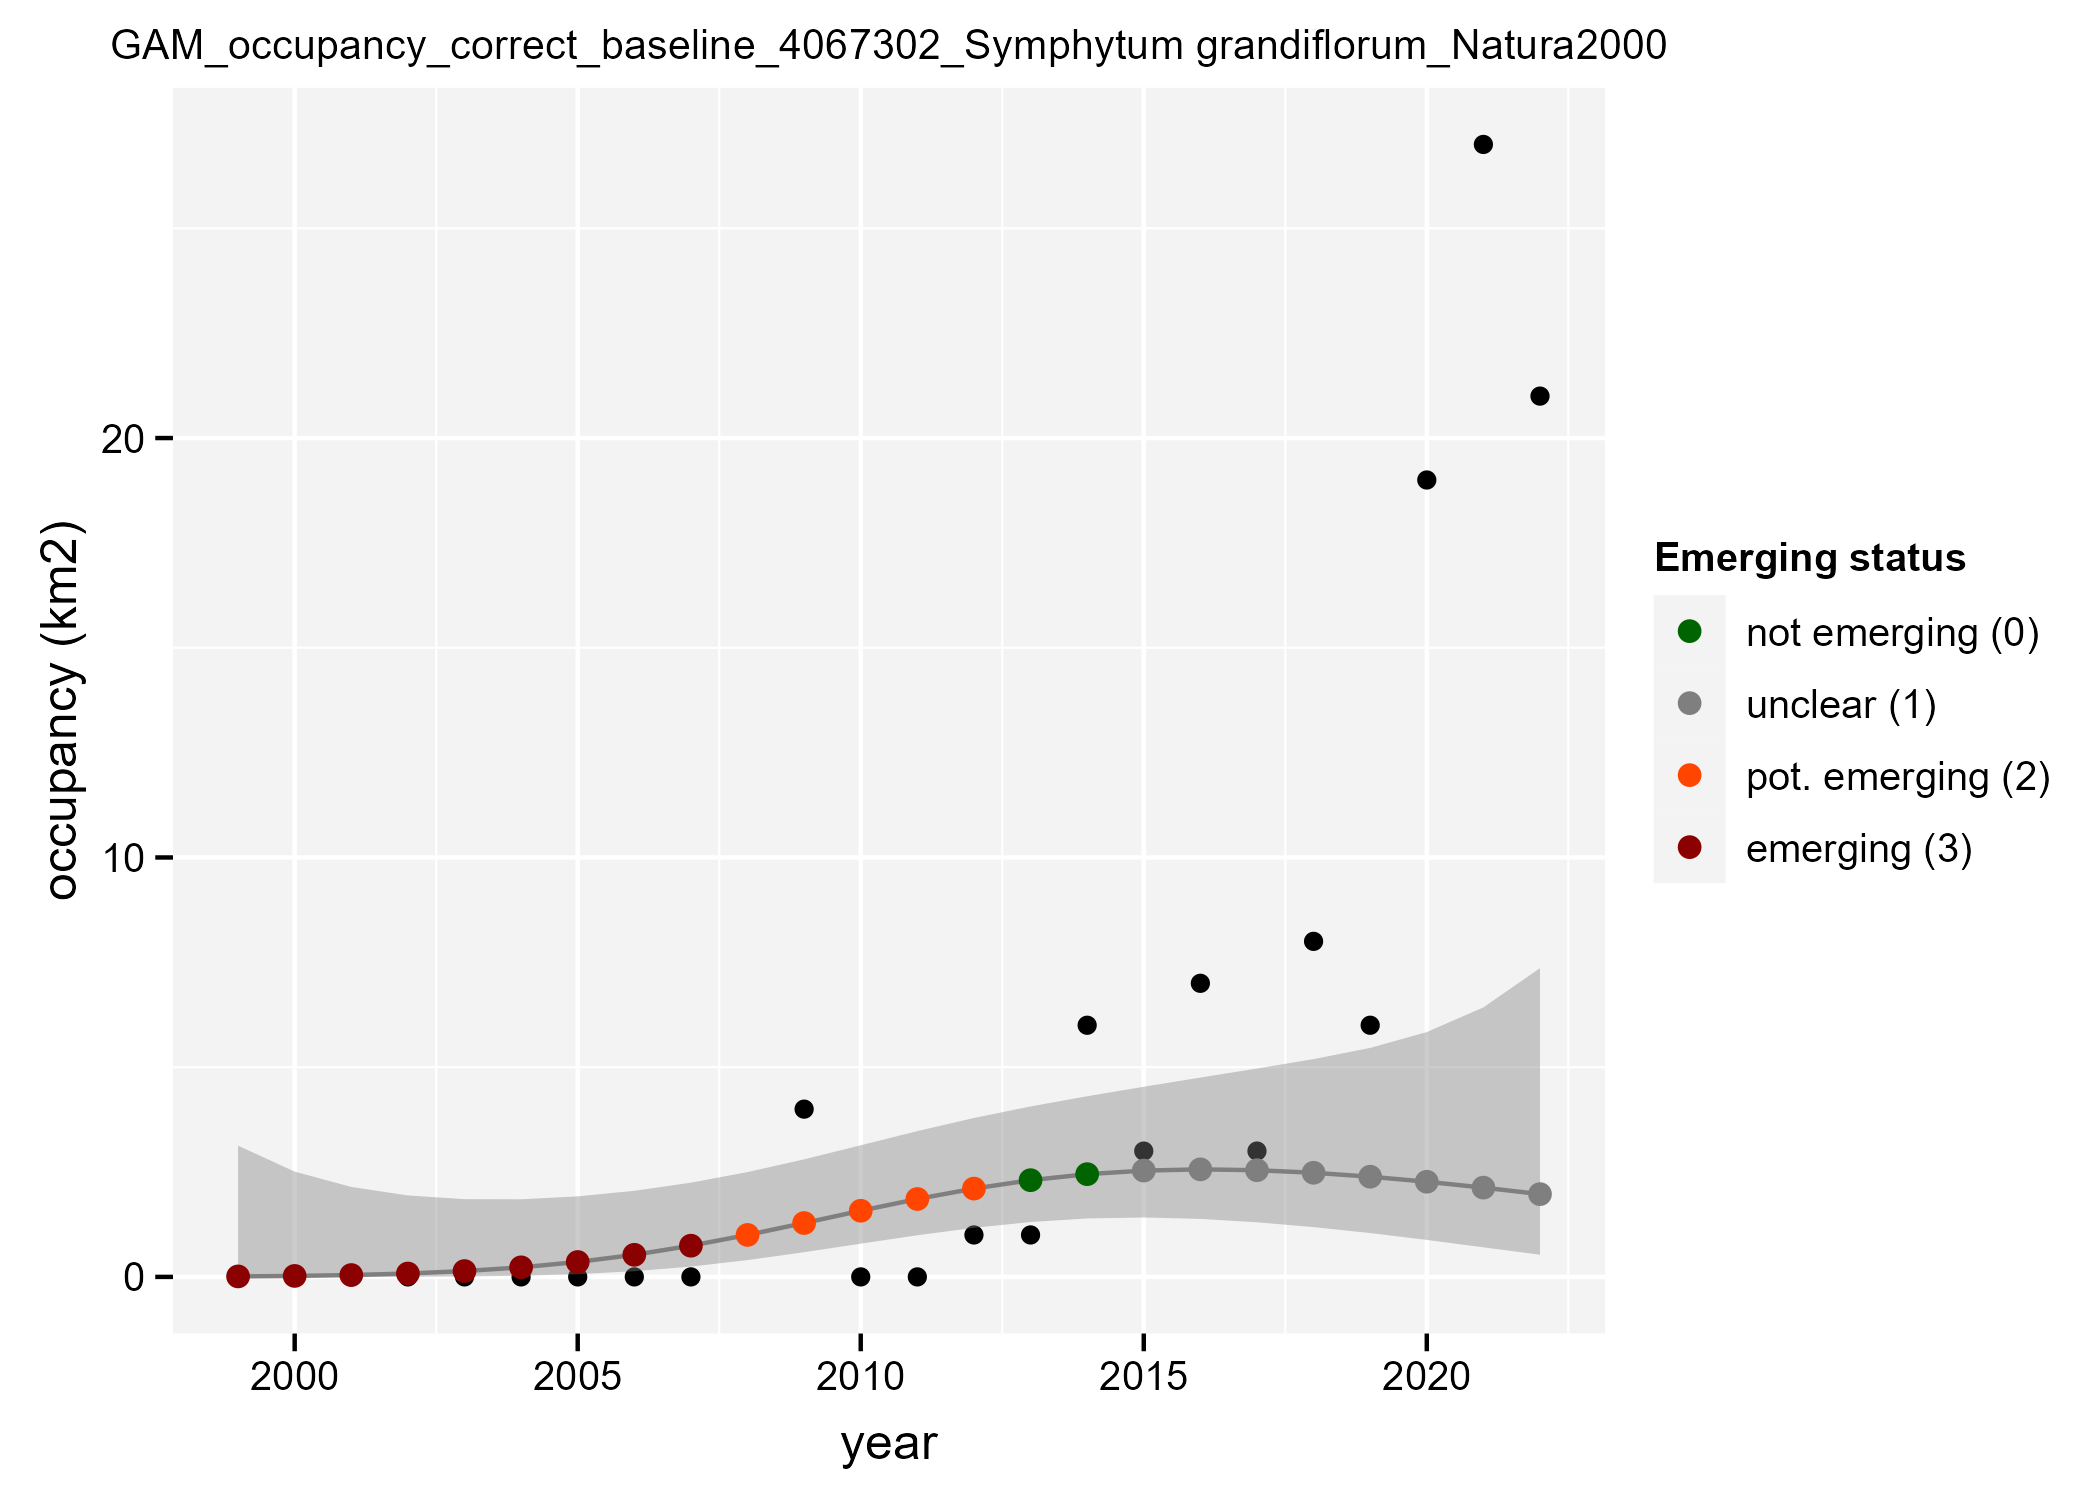 GAM_occupancy_correct_baseline_4067302_Symphytum grandiflorum_Natura2000
occupancy (km2)
20
10
0
2000 2005 2010 2015 2020
year
Emerging status
not emerging (0)
unclear (1)
pot. emerging (2)
emerging (3)